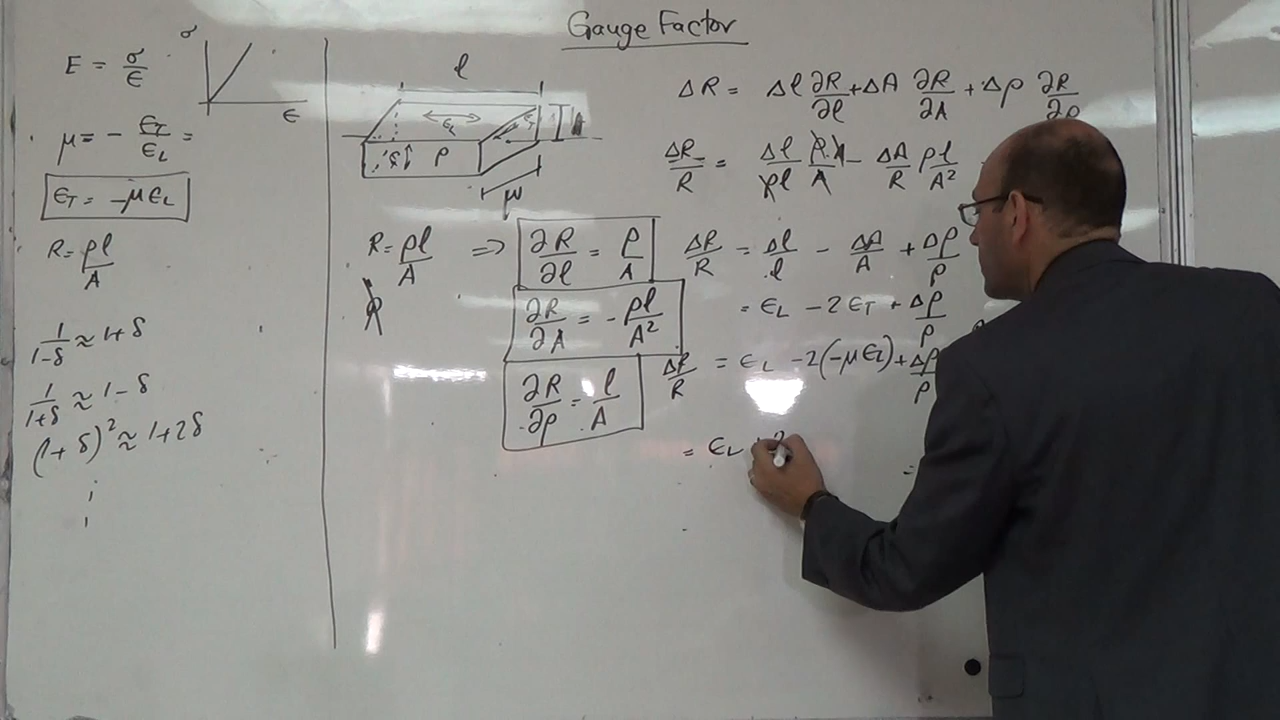 Gauge Factor
E = σ/ϵ
σ
ϵ
μ = - ϵT/ϵL =
ϵT = -μϵL
R = ρl/A
1/(1-δ) ≈ 1+δ
1/(1+δ) ≈ 1-δ
(1+δ)² ≈ 1+2δ
l
ϵL
ρ
w
R = ρl/A ⇒ ∂R/∂l = ρ/A
∂R/∂A = -ρl/A²
∂R/∂ρ = l/A
ΔR = Δl ∂R/∂l + ΔA ∂R/∂A + Δρ ∂R/∂ρ
ΔR/R = Δl/ρl ρ.A/A - ΔA/R ρl/A²
ΔR/R = Δl/l - ΔA/A + Δρ/ρ
= ϵL - 2ϵT + Δρ/ρ
ΔR/R = ϵL - 2(-μϵL) + Δρ/ρ
= ϵL + 2